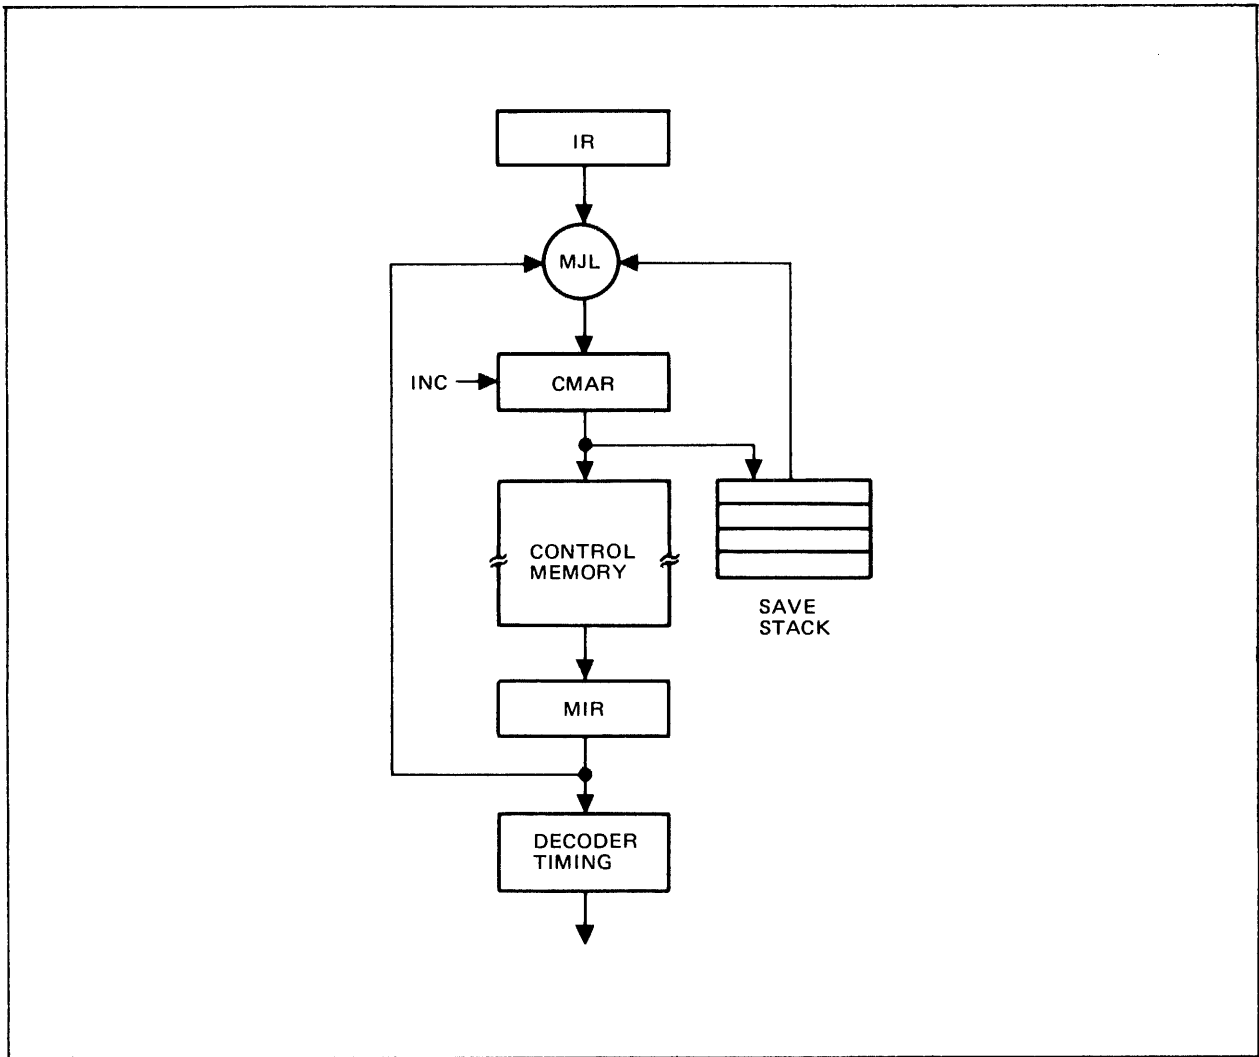 IR
MJL
INC
CMAR
CONTROL
MEMORY
SAVE
STACK
MIR
DECODER
TIMING